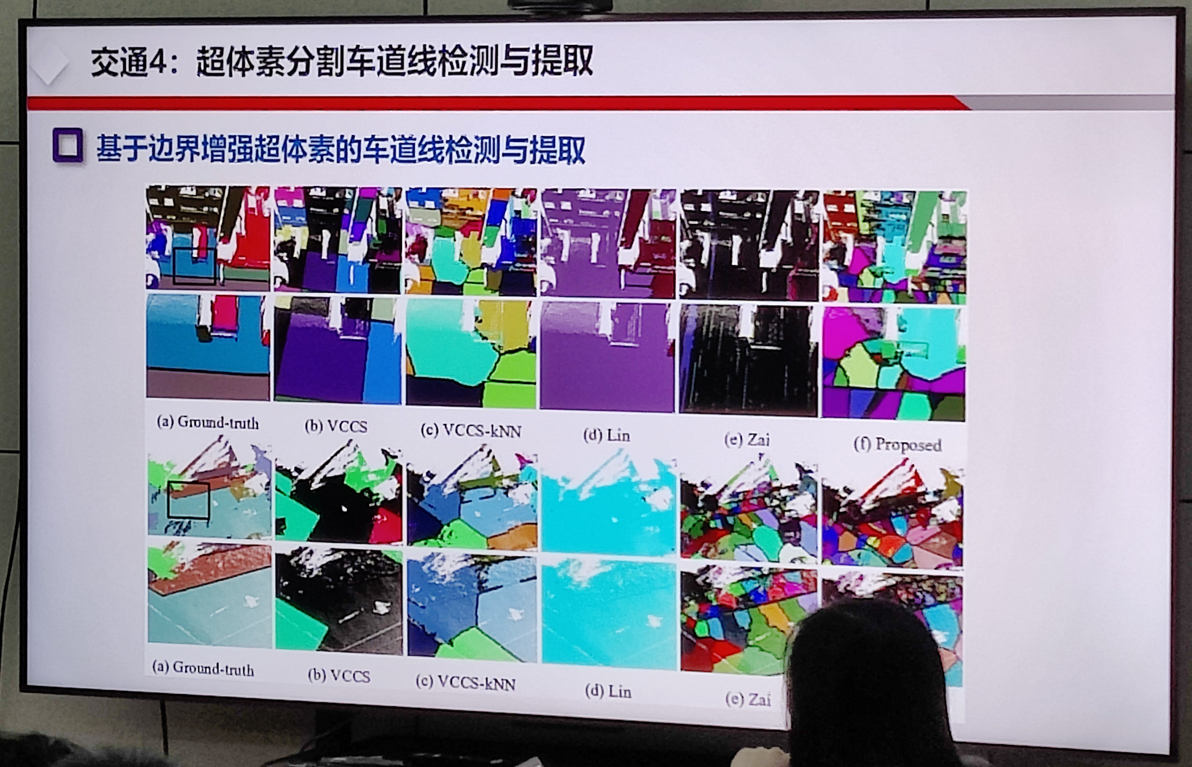 交通4：超体素分割车道线检测与提取
基于边界增强超体素的车道线检测与提取
(a) Ground-truth (b) VCCS (c) VCCS-kNN (d) Lin (e) Zai (f) Proposed
(a) Ground-truth (b) VCCS (c) VCCS-kNN (d) Lin (e) Zai